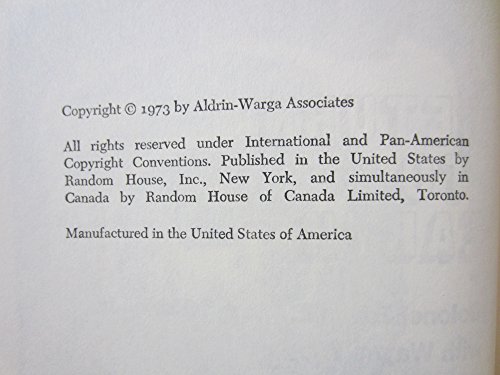 Copyright © 1973 by Aldrin-Warga Associates
All rights reserved under International and Pan-American
Copyright Conventions. Published in the United States by
Random House, Inc., New York, and simultaneously in
Canada by Random House of Canada Limited, Toronto.
Manufactured in the United States of America